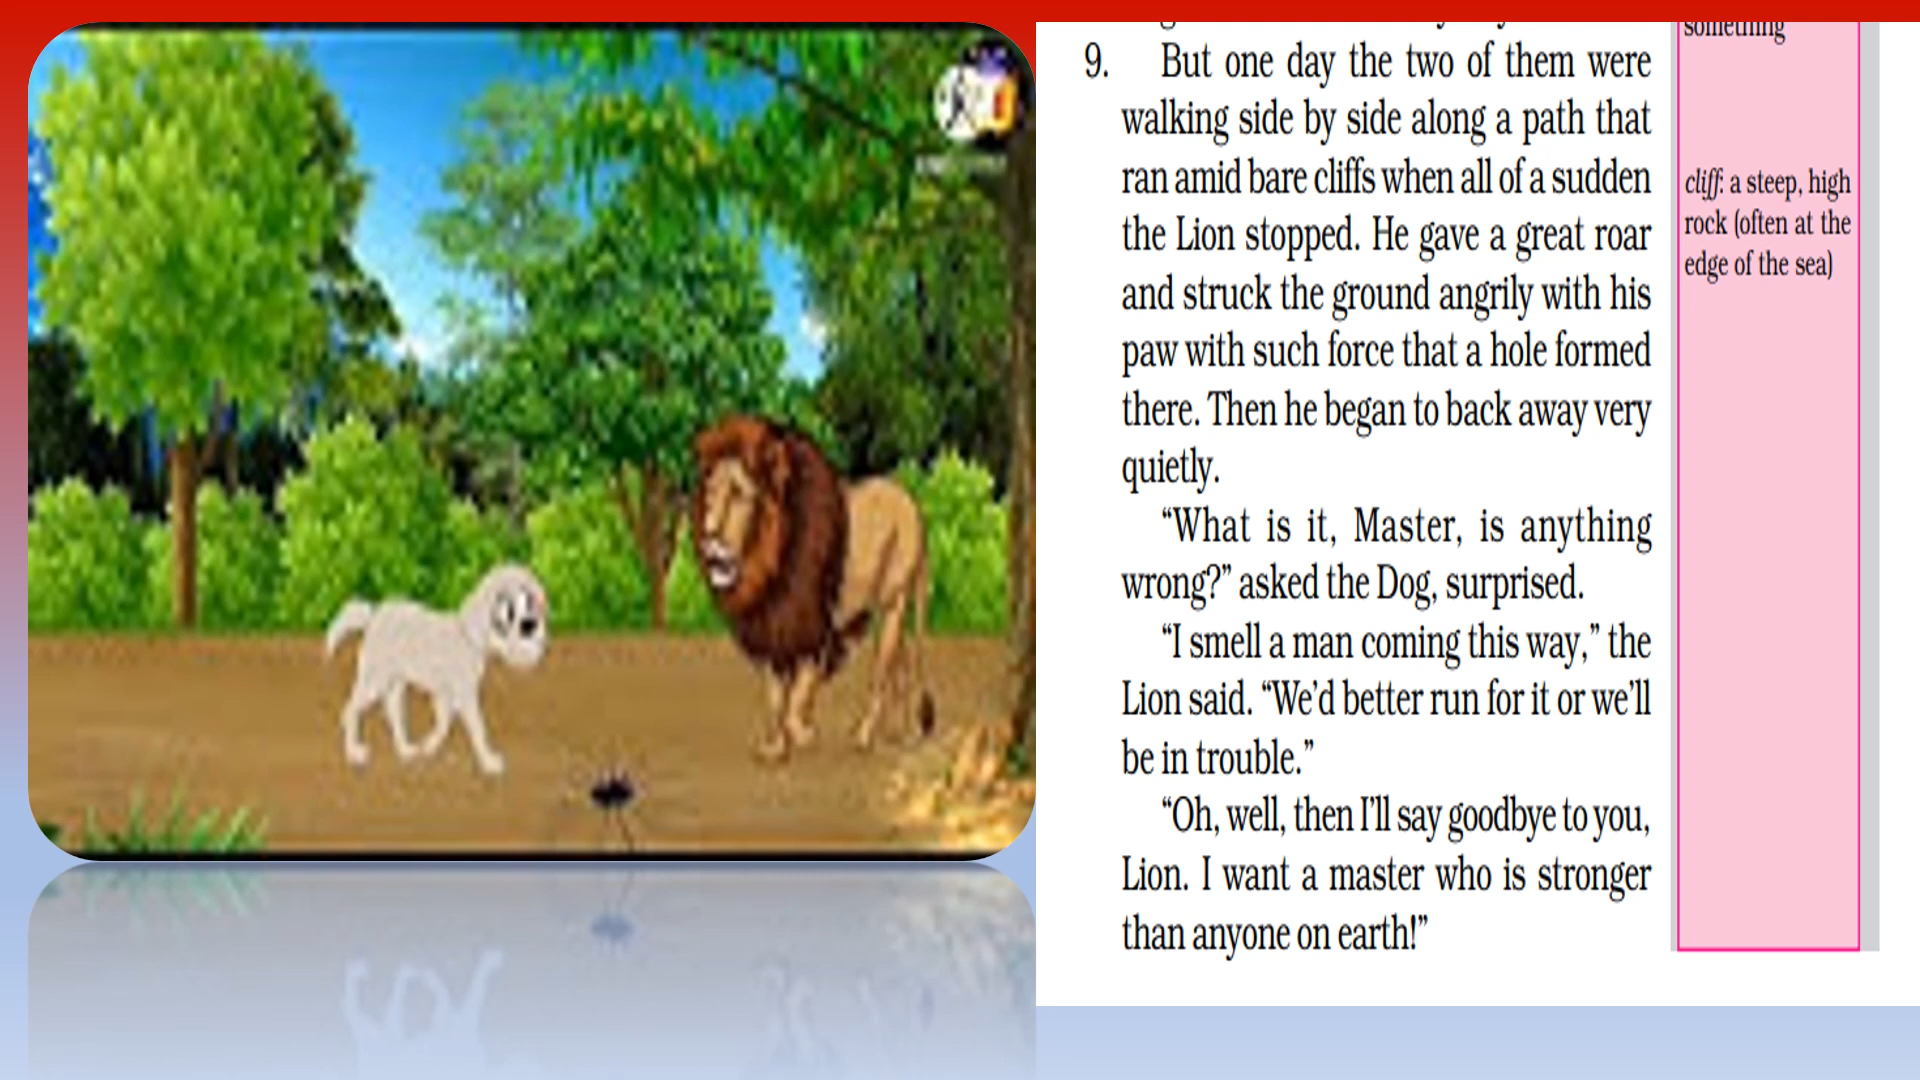 9. But one day the two of them were
walking side by side along a path that
ran amid bare cliffs when all of a sudden
the Lion stopped. He gave a great roar
and struck the ground angrily with his
paw with such force that a hole formed
there. Then he began to back away very
quietly.
“What is it, Master, is anything
wrong?” asked the Dog, surprised.
“I smell a man coming this way,” the
Lion said. “We’d better run for it or we’ll
be in trouble.”
“Oh, well, then I’ll say goodbye to you,
Lion. I want a master who is stronger
than anyone on earth!”
something
cliff: a steep, high
rock (often at the
edge of the sea)